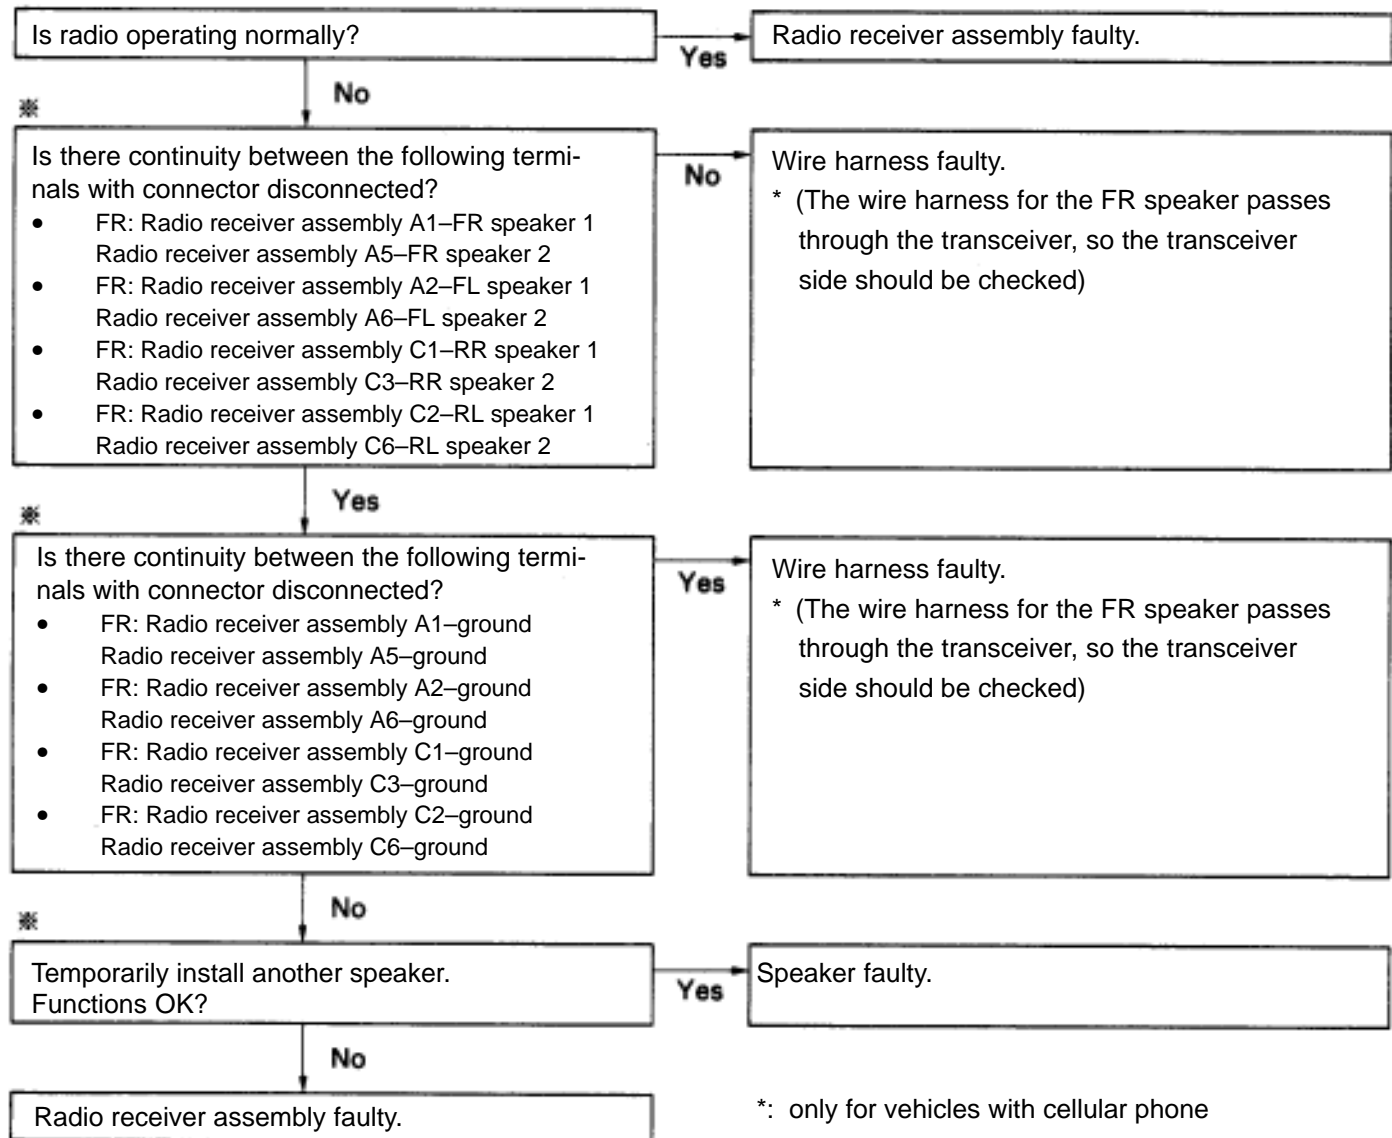 Is radio operating normally?
Yes
Radio receiver assembly faulty.
No
※
Is there continuity between the following termi-
nals with connector disconnected?
• FR: Radio receiver assembly A1–FR speaker 1
Radio receiver assembly A5–FR speaker 2
• FR: Radio receiver assembly A2–FL speaker 1
Radio receiver assembly A6–FL speaker 2
• FR: Radio receiver assembly C1–RR speaker 1
Radio receiver assembly C3–RR speaker 2
• FR: Radio receiver assembly C2–RL speaker 1
Radio receiver assembly C6–RL speaker 2
No
Wire harness faulty.
* (The wire harness for the FR speaker passes
through the transceiver, so the transceiver
side should be checked)
Yes
※
Is there continuity between the following termi-
nals with connector disconnected?
• FR: Radio receiver assembly A1–ground
Radio receiver assembly A5–ground
• FR: Radio receiver assembly A2–ground
Radio receiver assembly A6–ground
• FR: Radio receiver assembly C1–ground
Radio receiver assembly C3–ground
• FR: Radio receiver assembly C2–ground
Radio receiver assembly C6–ground
Yes
Wire harness faulty.
* (The wire harness for the FR speaker passes
through the transceiver, so the transceiver
side should be checked)
No
※
Temporarily install another speaker.
Functions OK?
Yes
Speaker faulty.
No
Radio receiver assembly faulty.
*: only for vehicles with cellular phone